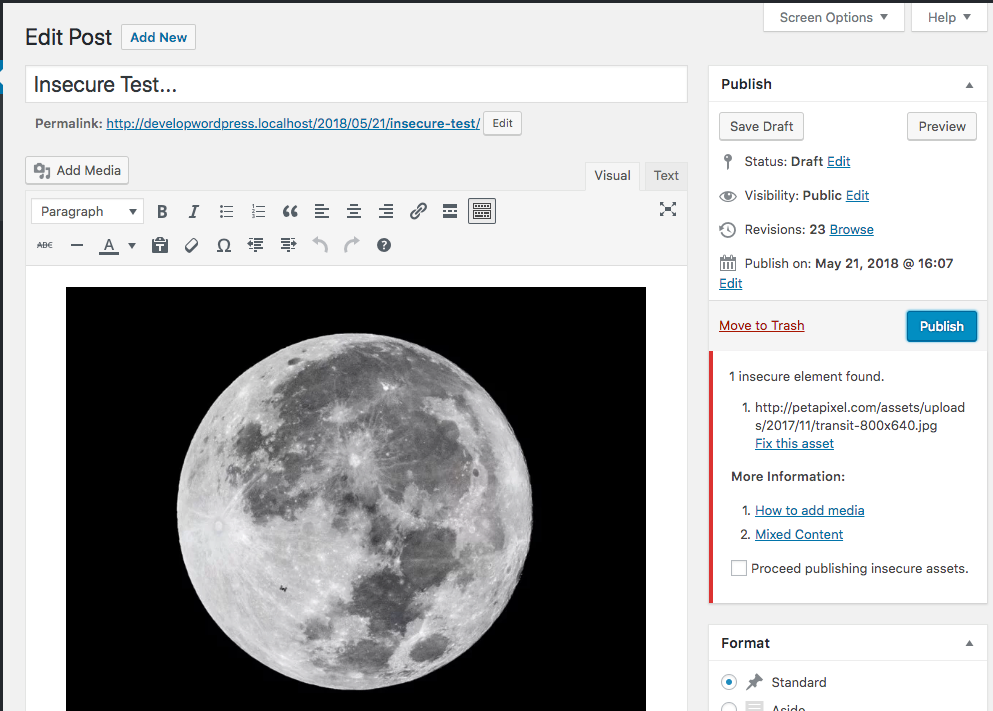 Screen Options
Help
Edit Post Add New
Insecure Test...
Permalink: http://developwordpress.localhost/2018/05/21/insecure-test/ Edit
Add Media
Visual Text
Paragraph B I
ABC A Ω ?
Publish
Save Draft Preview
Status: Draft Edit
Visibility: Public Edit
Revisions: 23 Browse
Publish on: May 21, 2018 @ 16:07
Edit
Move to Trash Publish
1 insecure element found.
1. http://petapixel.com/assets/upload
s/2017/11/transit-800x640.jpg
Fix this asset
More Information:
1. How to add media
2. Mixed Content
Proceed publishing insecure assets.
Format
Standard
Aside